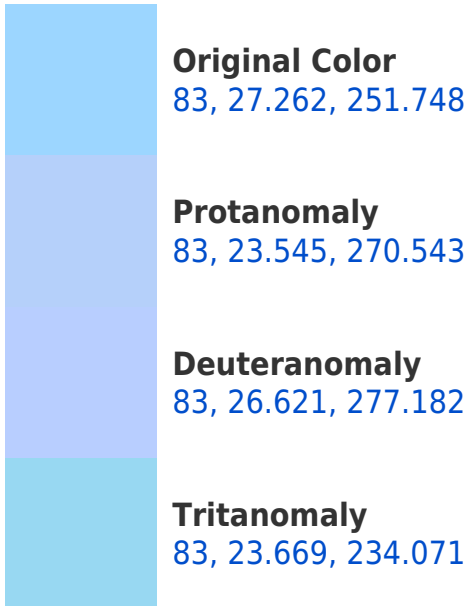 Original Color
83, 27.262, 251.748
Protanomaly
83, 23.545, 270.543
Deuteranomaly
83, 26.621, 277.182
Tritanomaly
83, 23.669, 234.071